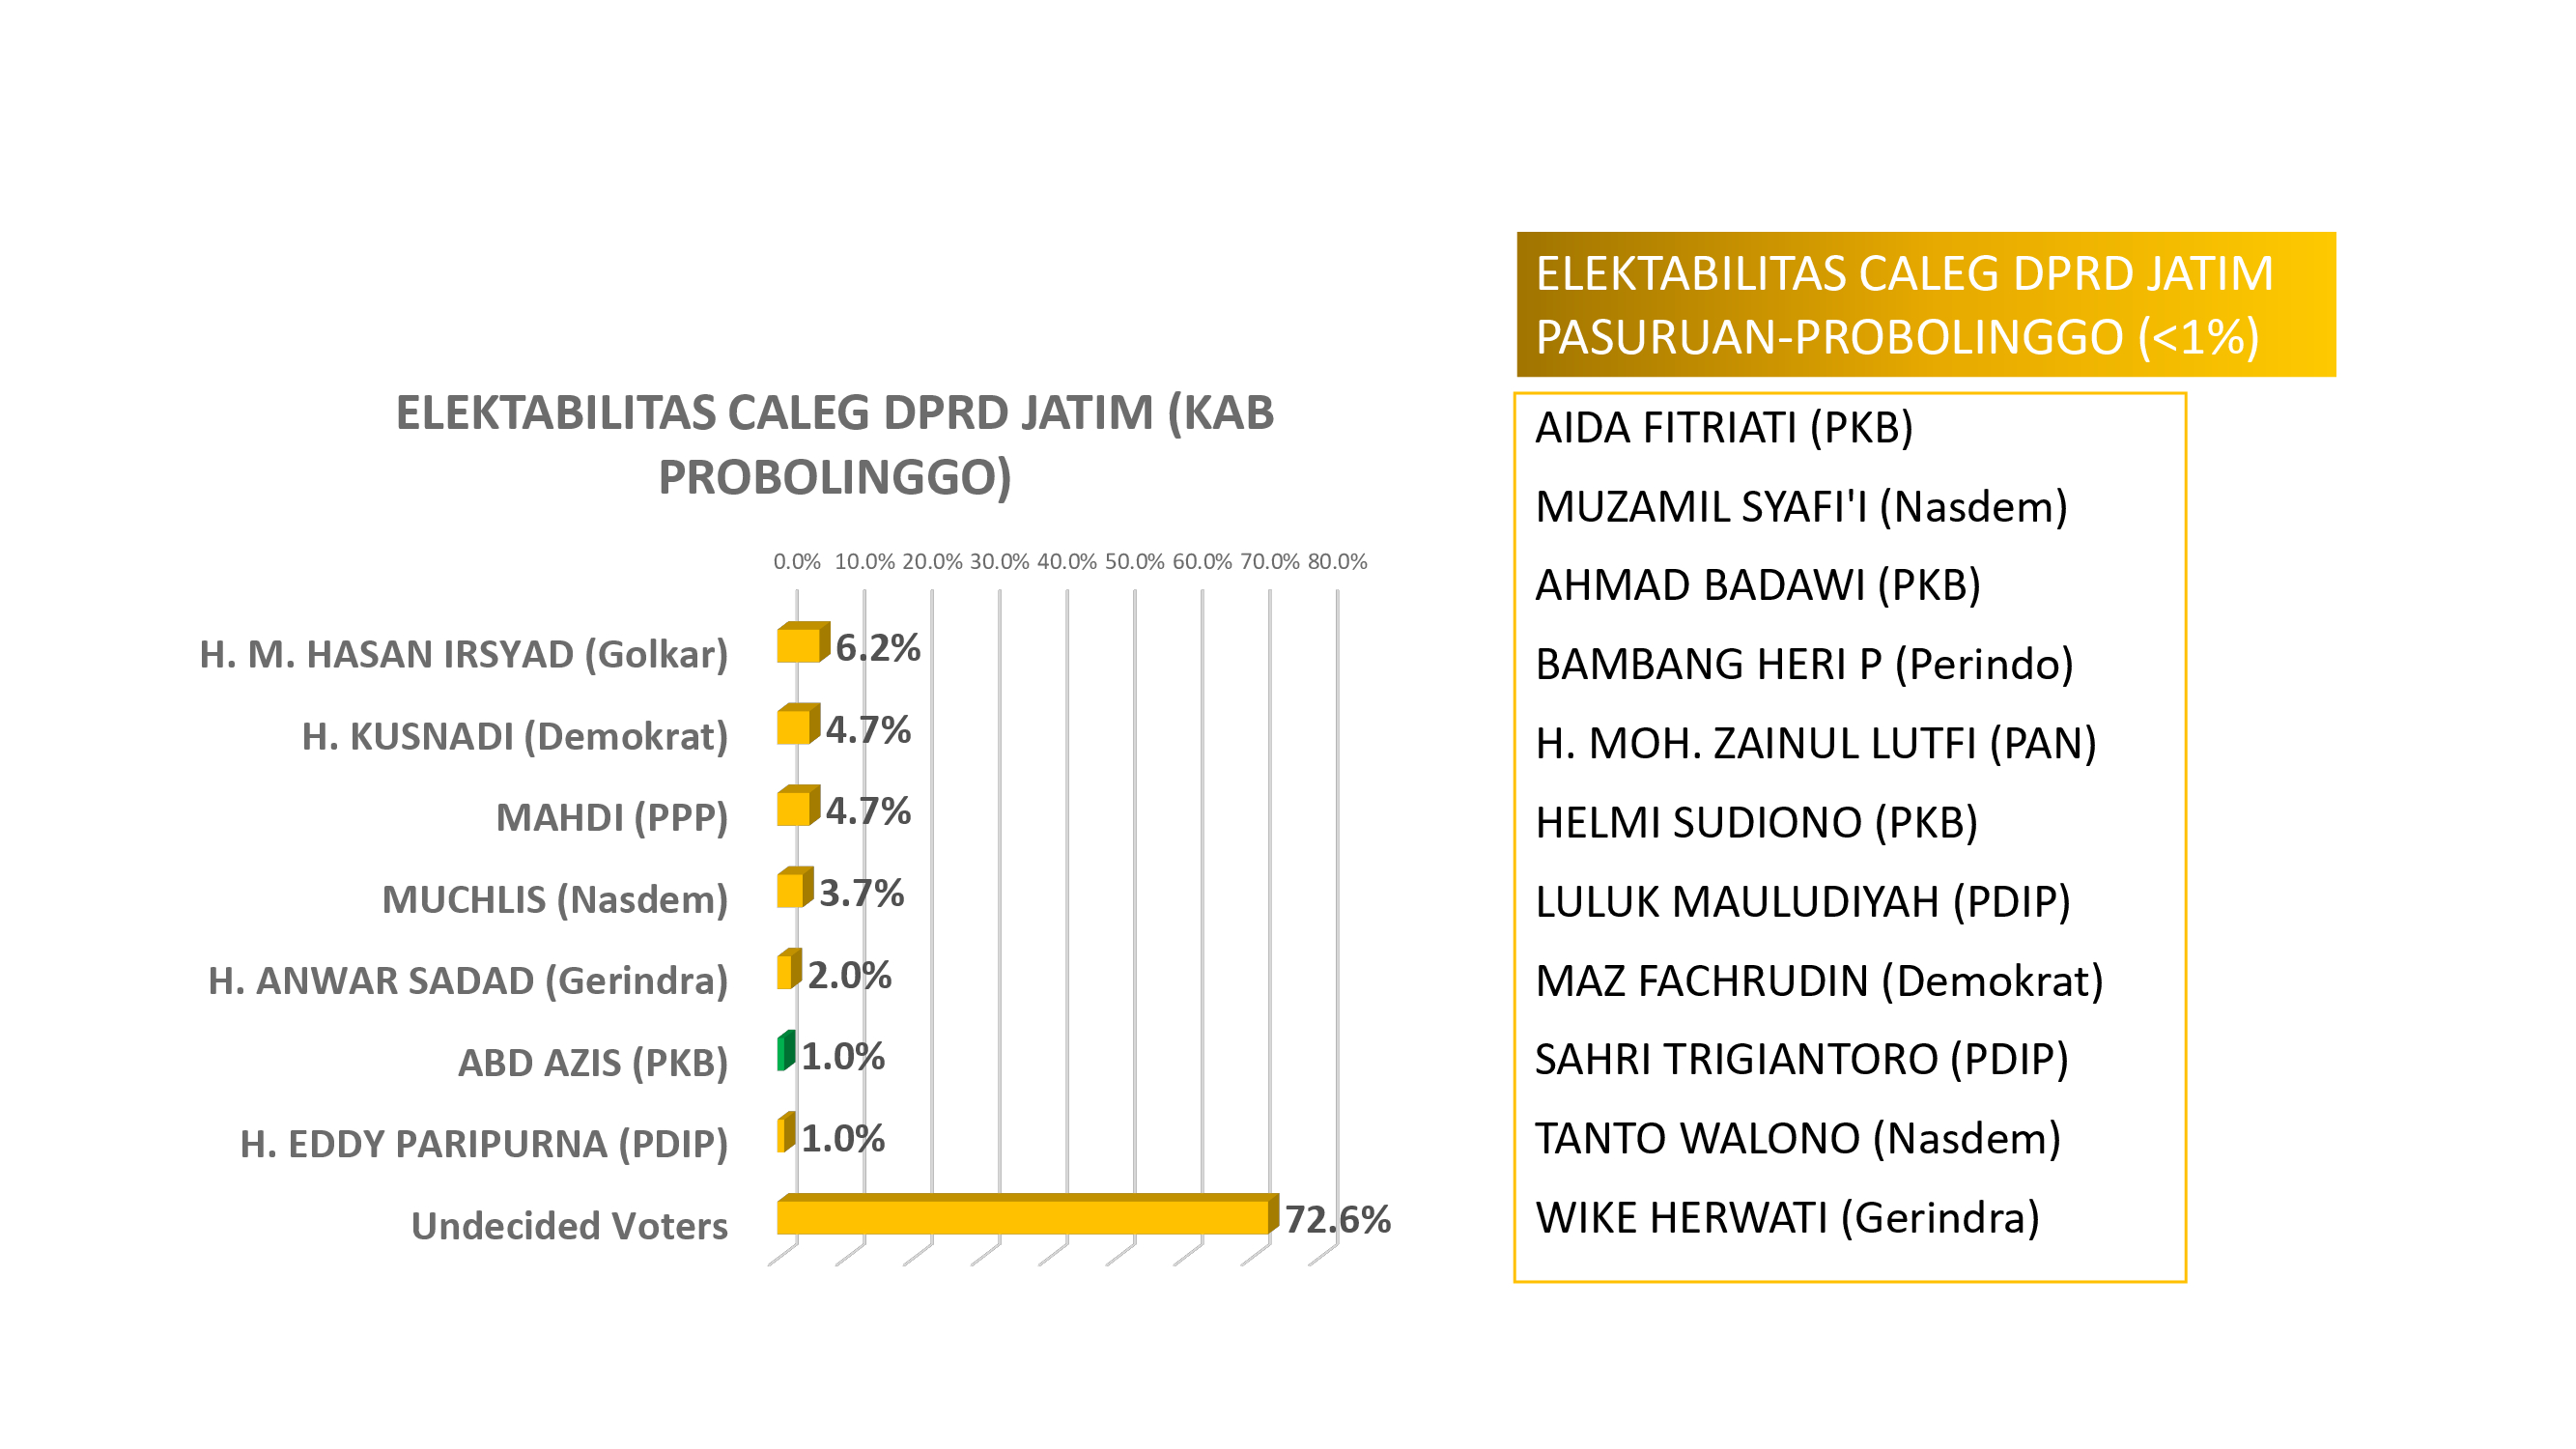 ELEKTABILITAS CALEG DPRD JATIM (KAB
PROBOLINGGO)
0.0% 10.0% 20.0% 30.0% 40.0% 50.0% 60.0% 70.0% 80.0%
H. M. HASAN IRSYAD (Golkar) 6.2%
H. KUSNADI (Demokrat) 4.7%
MAHDI (PPP) 4.7%
MUCHLIS (Nasdem) 3.7%
H. ANWAR SADAD (Gerindra) 2.0%
ABD AZIS (PKB) 1.0%
H. EDDY PARIPURNA (PDIP) 1.0%
Undecided Voters 72.6%
ELEKTABILITAS CALEG DPRD JATIM
PASURUAN-PROBOLINGGO (<1%)
AIDA FITRIATI (PKB)
MUZAMIL SYAFI'I (Nasdem)
AHMAD BADAWI (PKB)
BAMBANG HERI P (Perindo)
H. MOH. ZAINUL LUTFI (PAN)
HELMI SUDIONO (PKB)
LULUK MAULUDIYAH (PDIP)
MAZ FACHRUDIN (Demokrat)
SAHRI TRIGIANTORO (PDIP)
TANTO WALONO (Nasdem)
WIKE HERWATI (Gerindra)